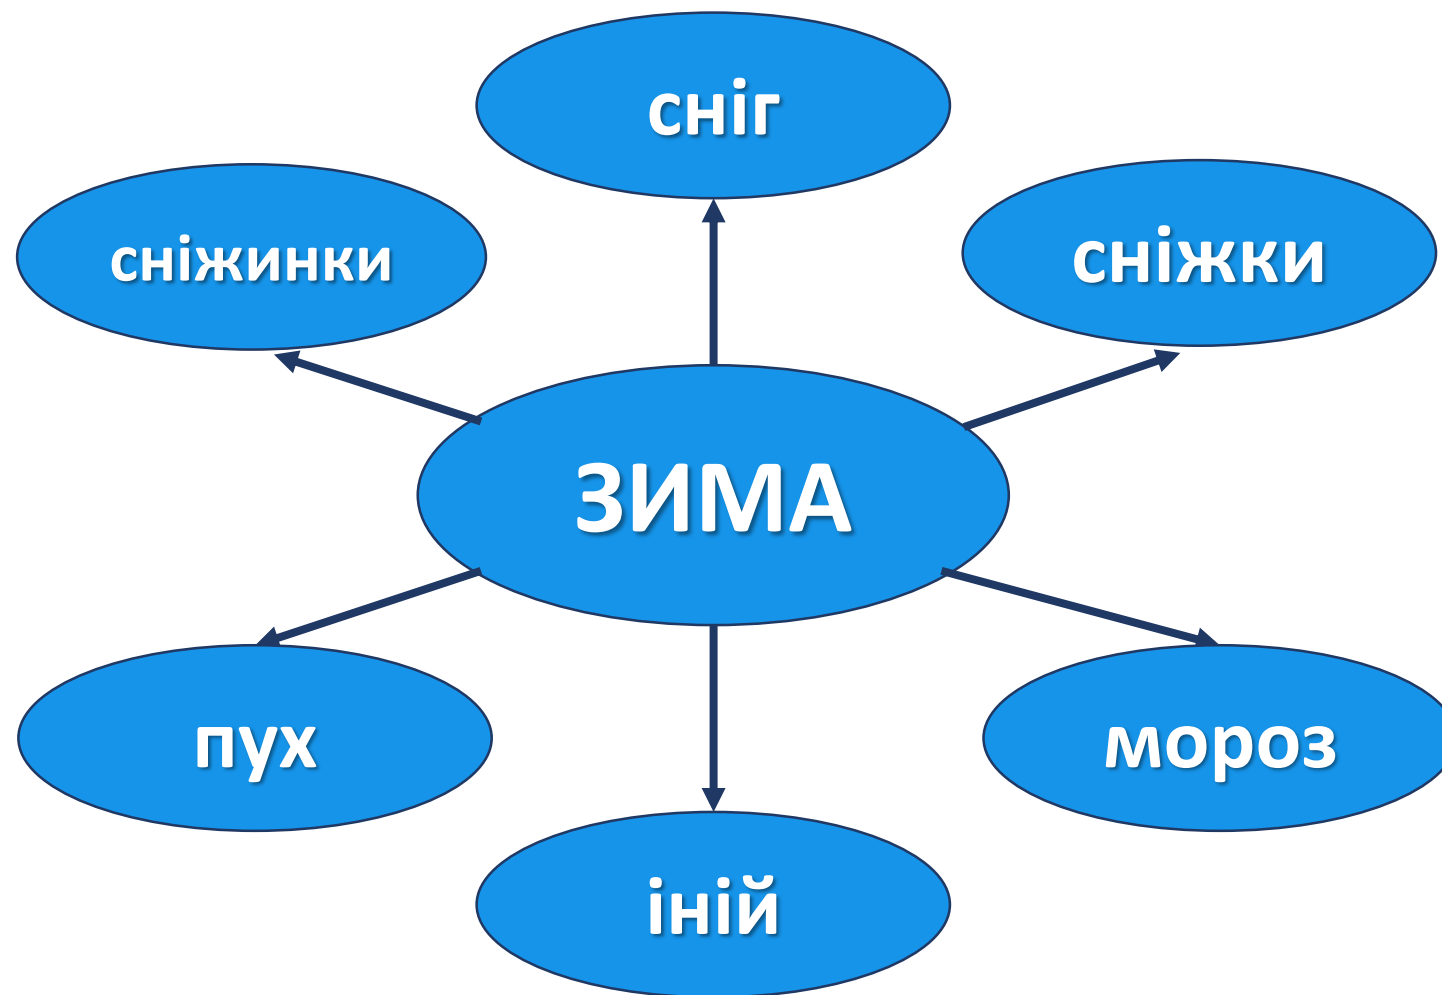 сніг
сніжинки
сніжки
ЗИМА
пух
мороз
іній